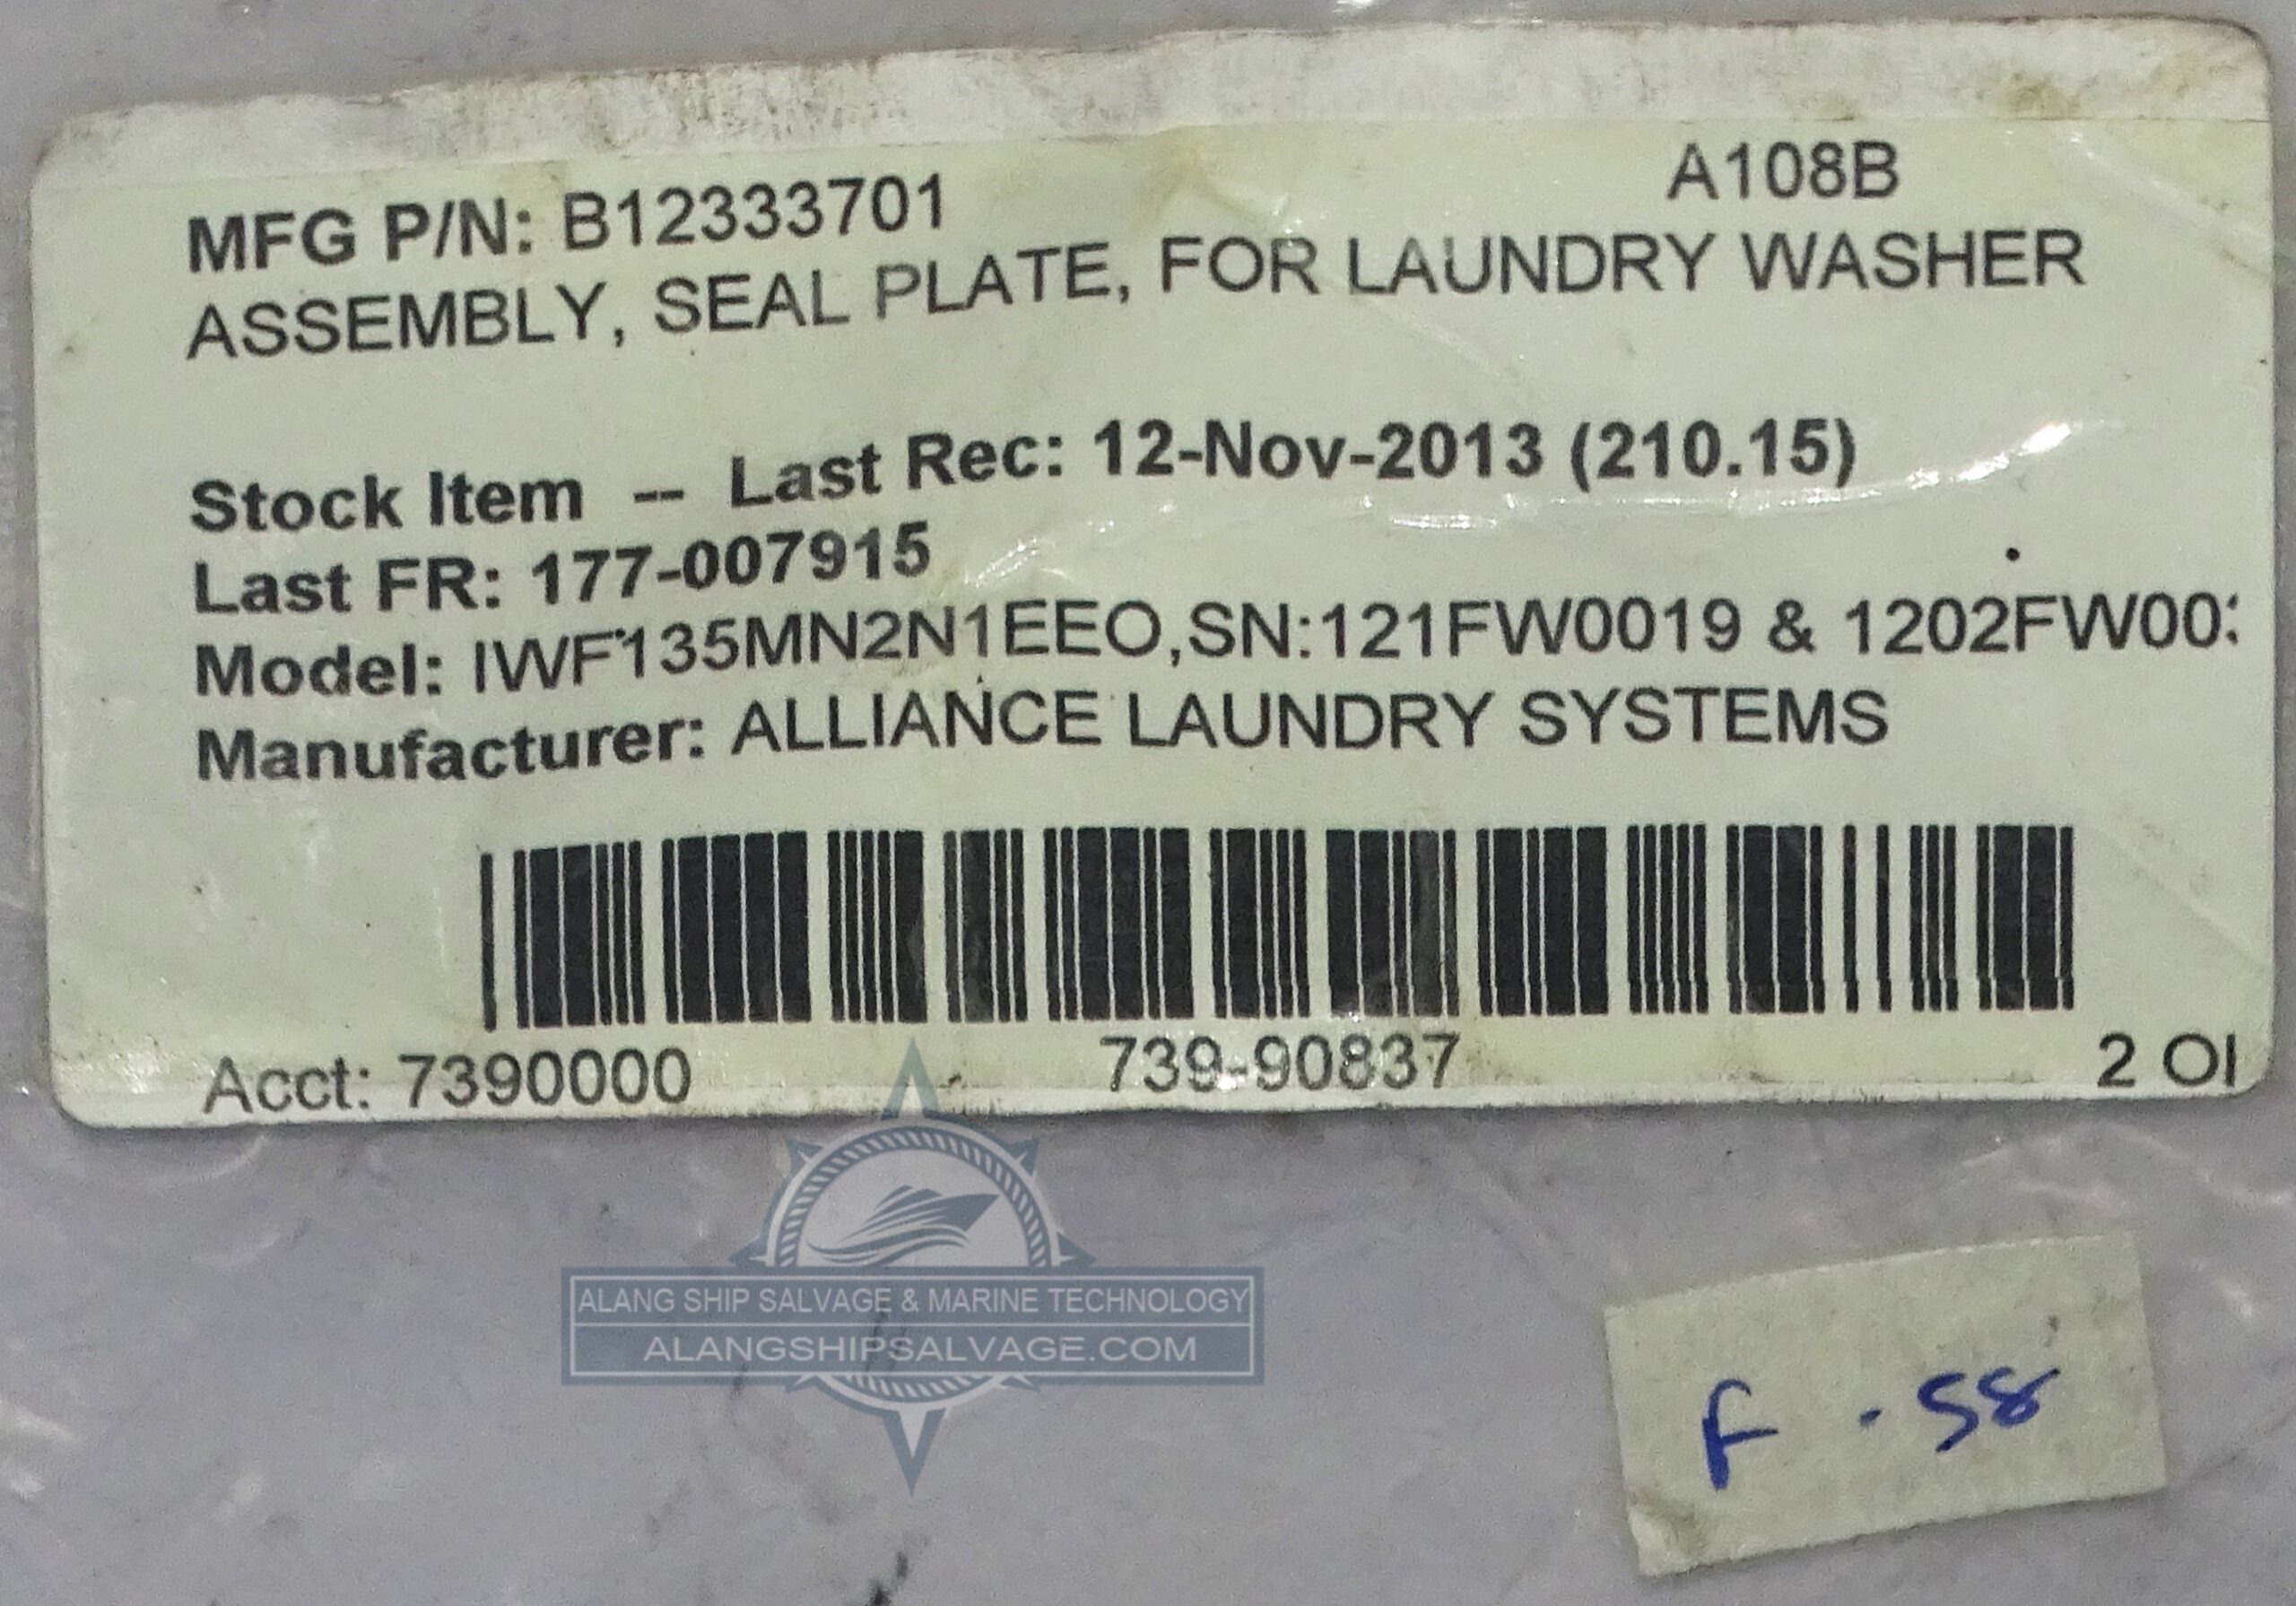 MFG P/N: B12333701 A108B
ASSEMBLY, SEAL PLATE, FOR LAUNDRY WASHER
Stock Item -- Last Rec: 12-Nov-2013 (210.15)
Last FR: 177-007915
Model: IWF135MN2N1EEO,SN:121FW0019 & 1202FW00
Manufacturer: ALLIANCE LAUNDRY SYSTEMS
Acct: 7390000 739-90837 2 OI
ALANG SHIP SALVAGE & MARINE TECHNOLOGY
ALANGSHIPSALVAGE.COM
F - 58